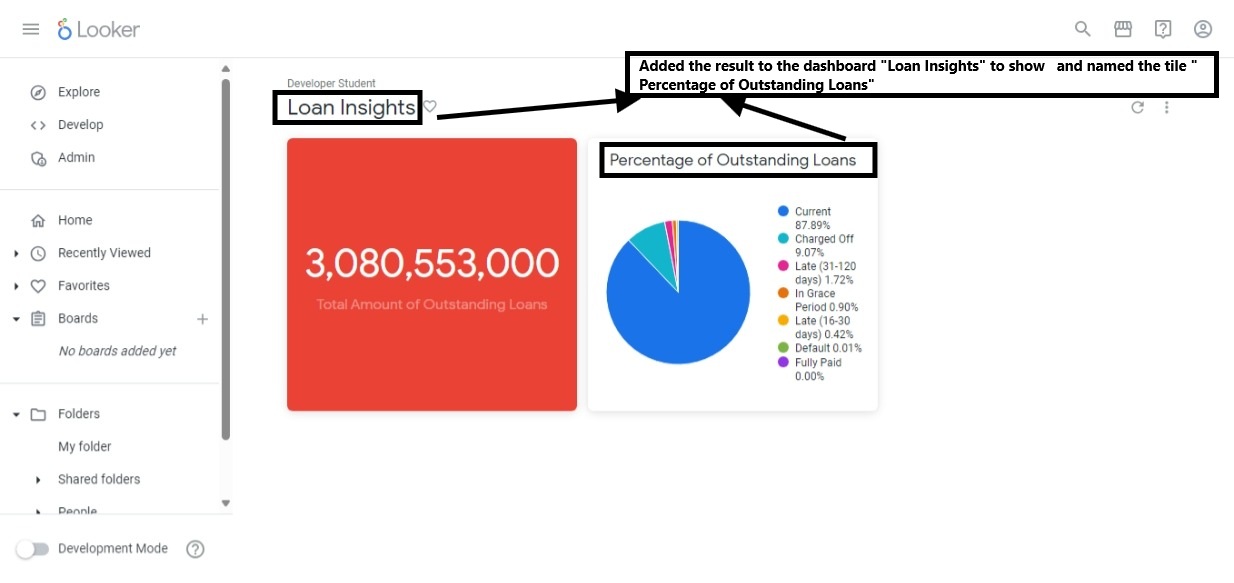 Looker
Added the result to the dashboard "Loan Insights" to show and named the tile "
Percentage of Outstanding Loans"
Explore
Develop
Admin
Home
Recently Viewed
Favorites
Boards
No boards added yet
Folders
My folder
Shared folders
People
Development Mode
Developer Student
Loan Insights
3,080,553,000
Total Amount of Outstanding Loans
Percentage of Outstanding Loans
Current
87.89%
Charged Off
9.07%
Late (31-120
days) 1.72%
In Grace
Period 0.90%
Late (16-30
days) 0.42%
Default 0.01%
Fully Paid
0.00%